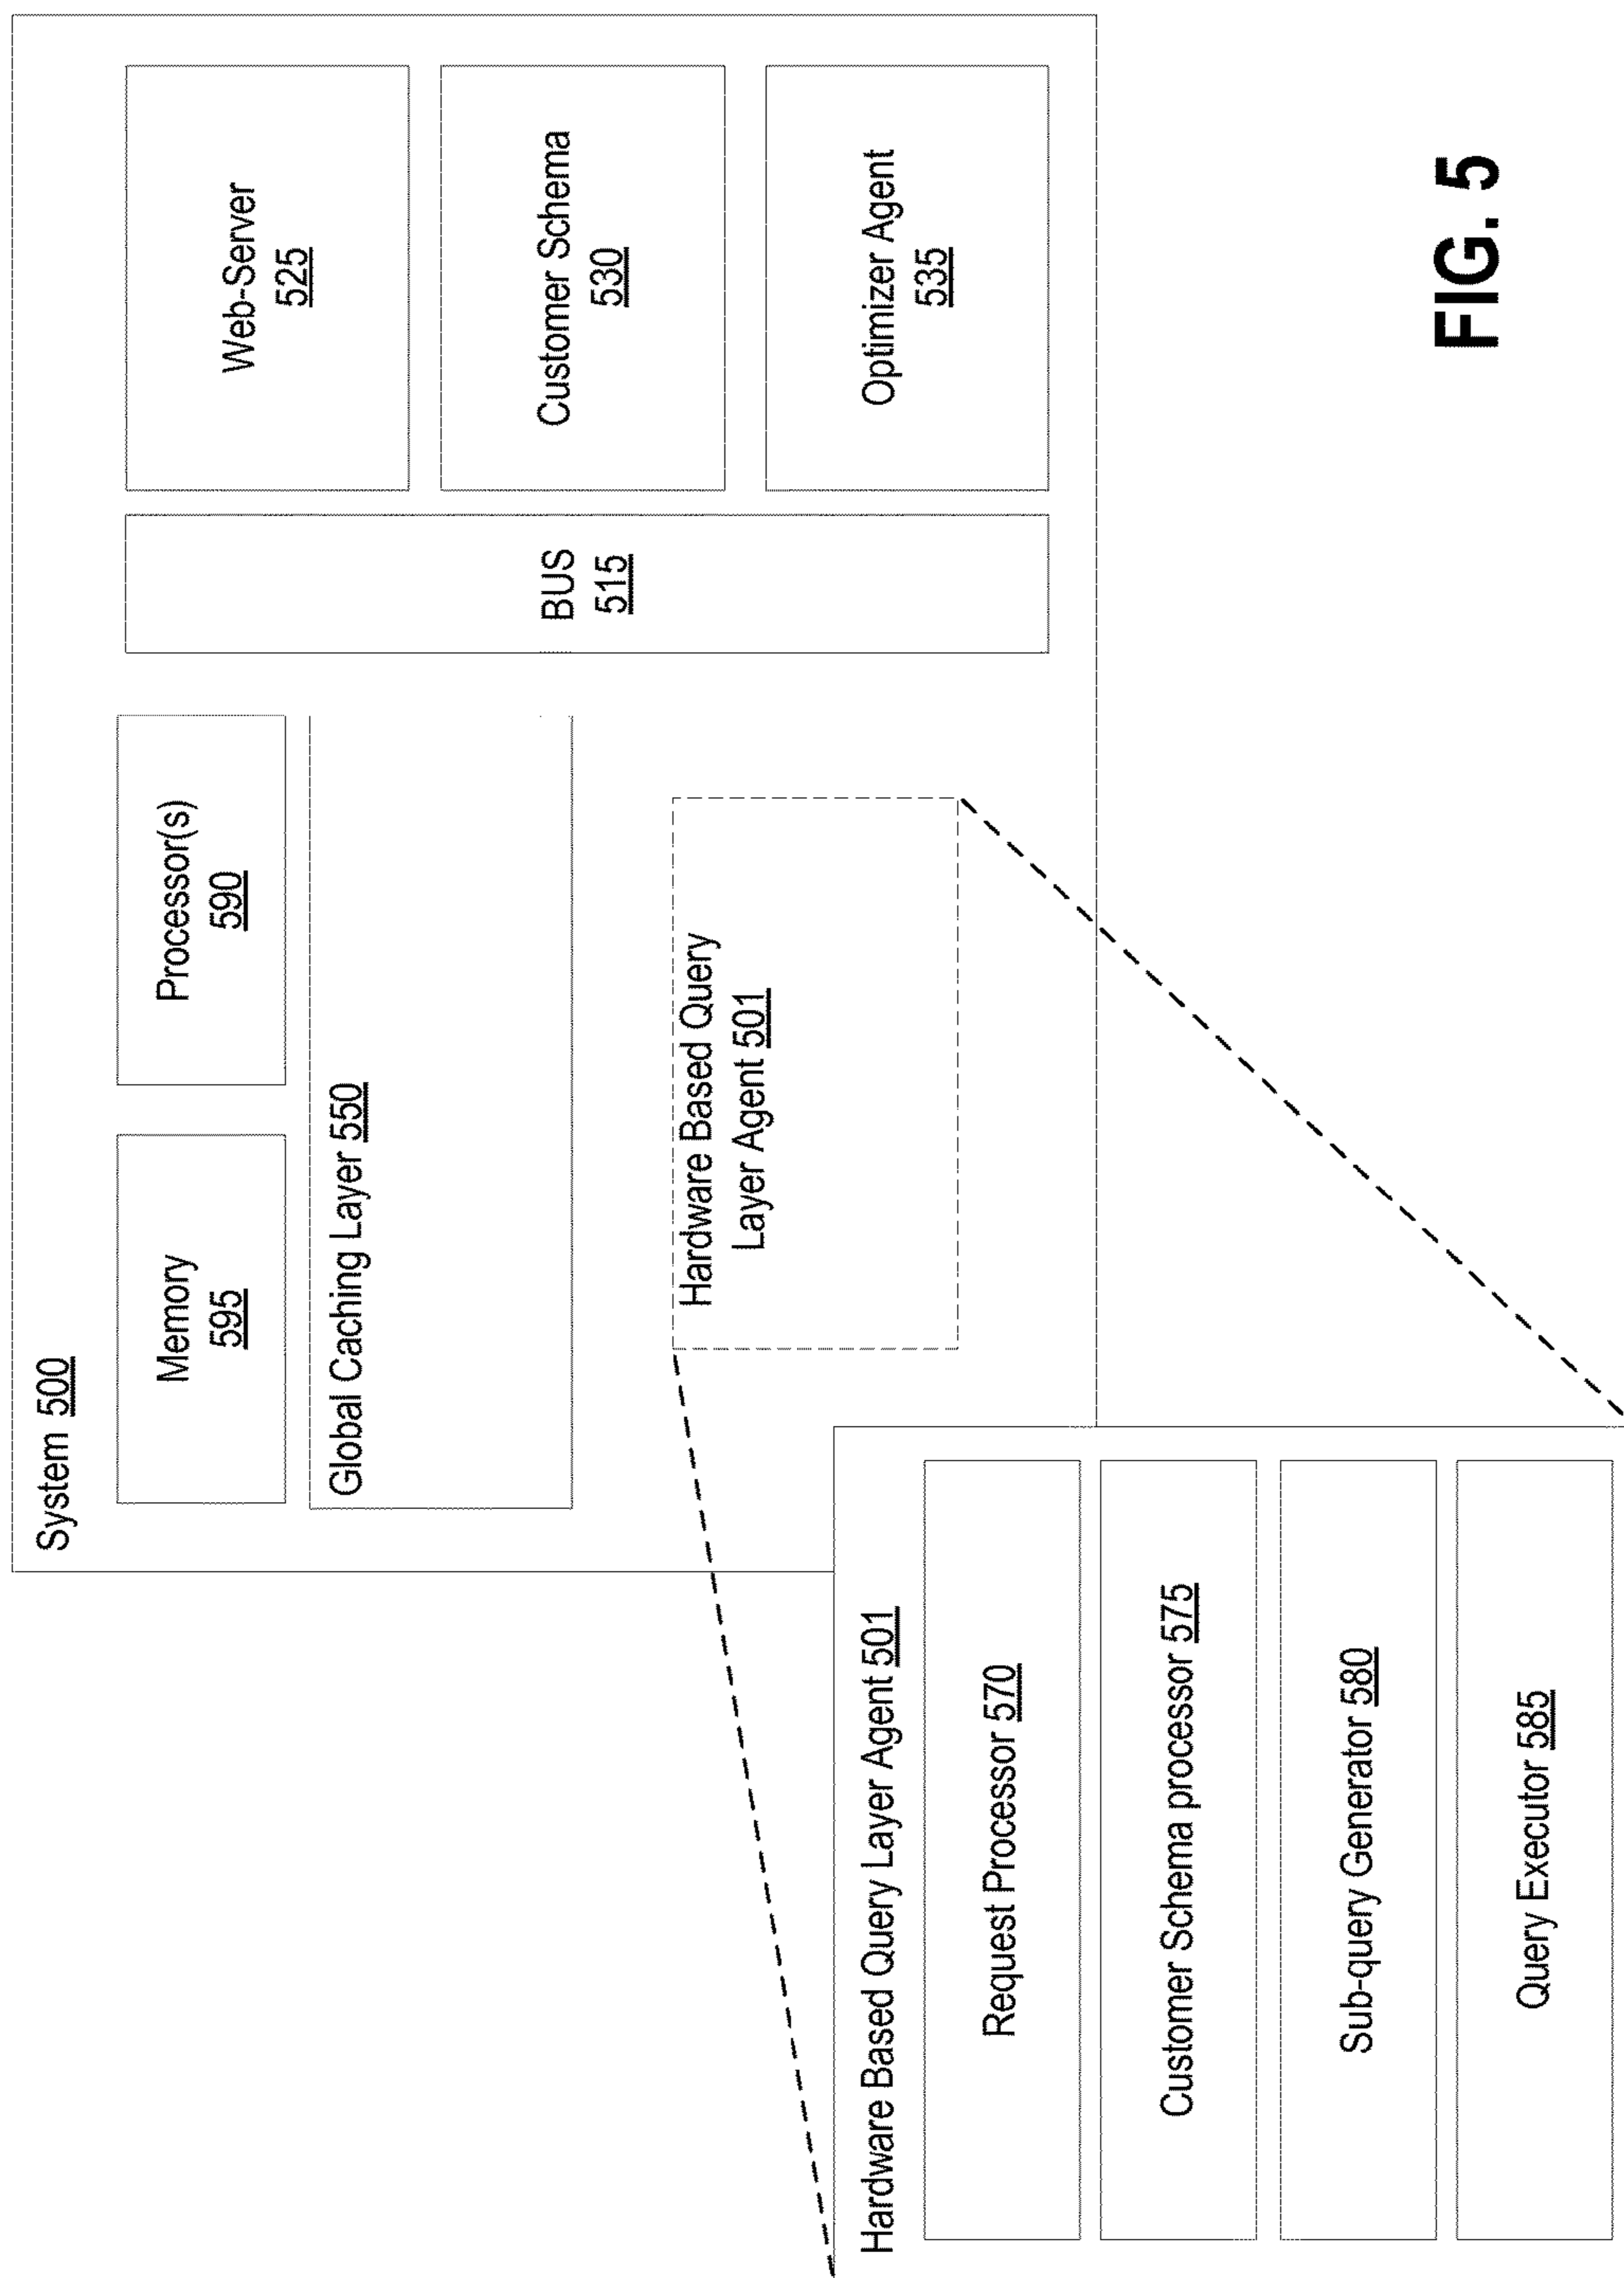 System 500
Memory
595
Processor(s)
590
Global Caching Layer 550
Hardware Based Query
Layer Agent 501
BUS
515
Web-Server
525
Customer Schema
530
Optimizer Agent
535
Hardware Based Query Layer Agent 501
Request Processor 570
Customer Schema processor 575
Sub-query Generator 580
Query Executor 585
FIG. 5